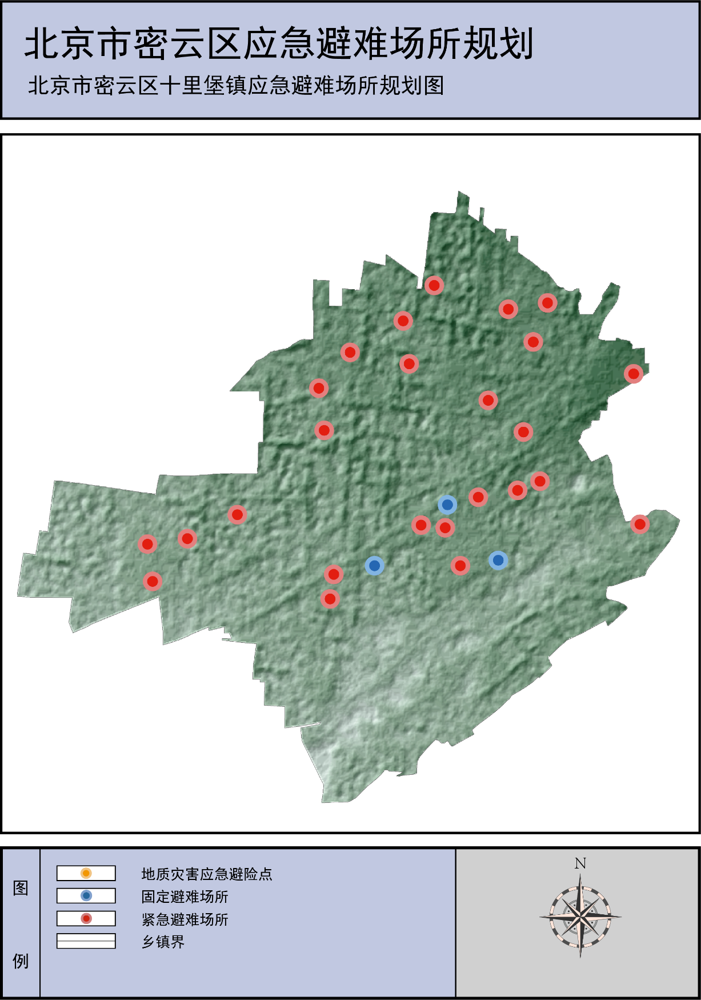 北京市密云区应急避难场所规划
北京市密云区十里堡镇应急避难场所规划图
图例
地质灾害应急避险点
固定避难场所
紧急避难场所
乡镇界
N